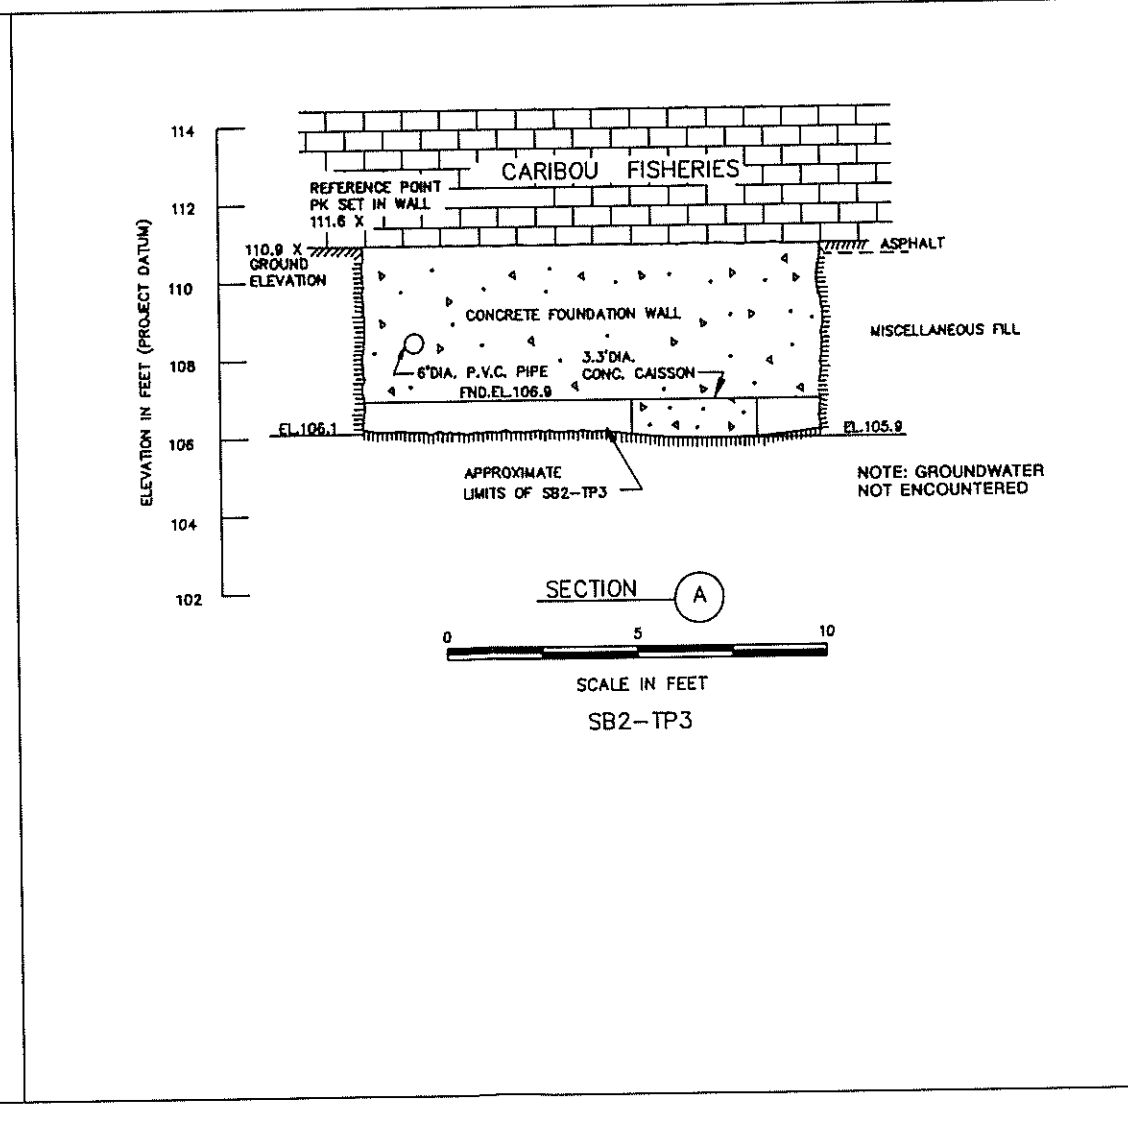 114
112
110
108
106
104
102
ELEVATION IN FEET (PROJECT DATUM)
CARIBOU FISHERIES
REFERENCE POINT
PK SET IN WALL
111.6 X
110.9 X
GROUND
ELEVATION
ASPHALT
CONCRETE FOUNDATION WALL
MISCELLANEOUS FILL
6"DIA. P.V.C. PIPE
3.3'DIA.
CONC. CAISSON
FND.EL.106.9
EL.106.1
EL.105.9
APPROXIMATE
LIMITS OF SB2-TP3
NOTE: GROUNDWATER
NOT ENCOUNTERED
SECTION A
0 5 10
SCALE IN FEET
SB2-TP3